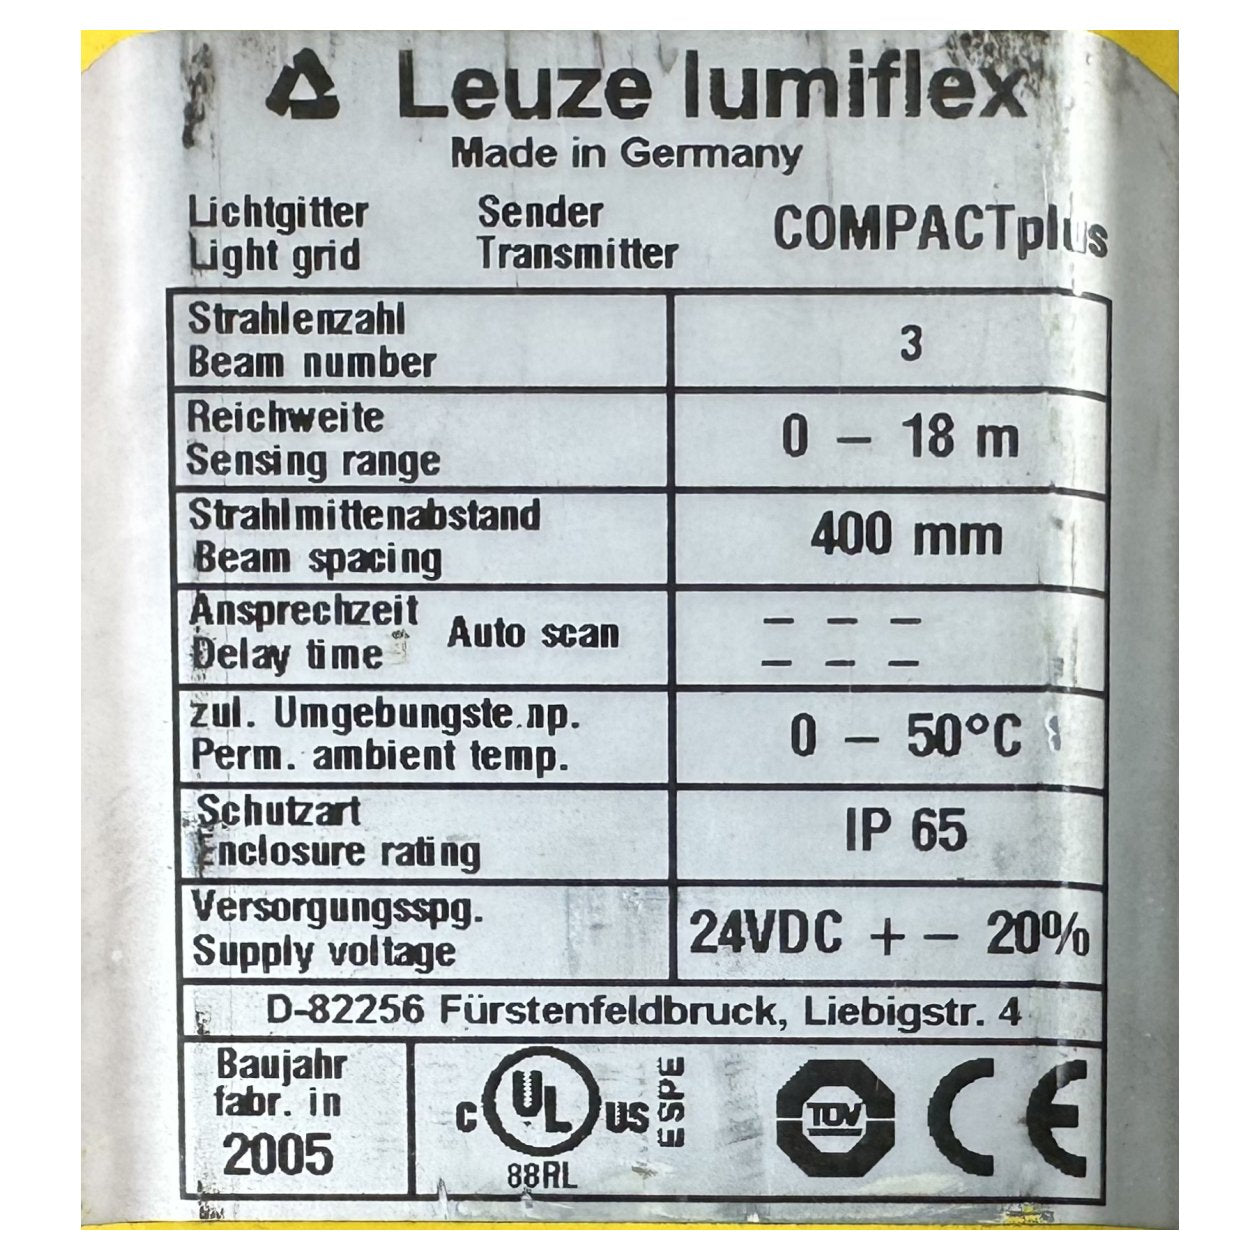 Leuze lumiflex
Made in Germany
Lichtgitter Sender COMPACTplus
Light grid Transmitter
Strahlenzahl
Beam number
3
Reichweite
Sensing range
0 – 18 m
Strahlmittenabstand
Beam spacing
400 mm
Ansprechzeit
Delay time
Auto scan
– – –
– – –
zul. Umgebungstemp.
Perm. ambient temp.
0 – 50°C
Schutzart
Enclosure rating
IP 65
Versorgungsspg.
Supply voltage
24VDC + – 20%
D-82256 Fürstenfeldbruck, Liebigstr. 4
Baujahr
fabr. in
2005
c UL US
ESPE
88RL
TÜV
CE